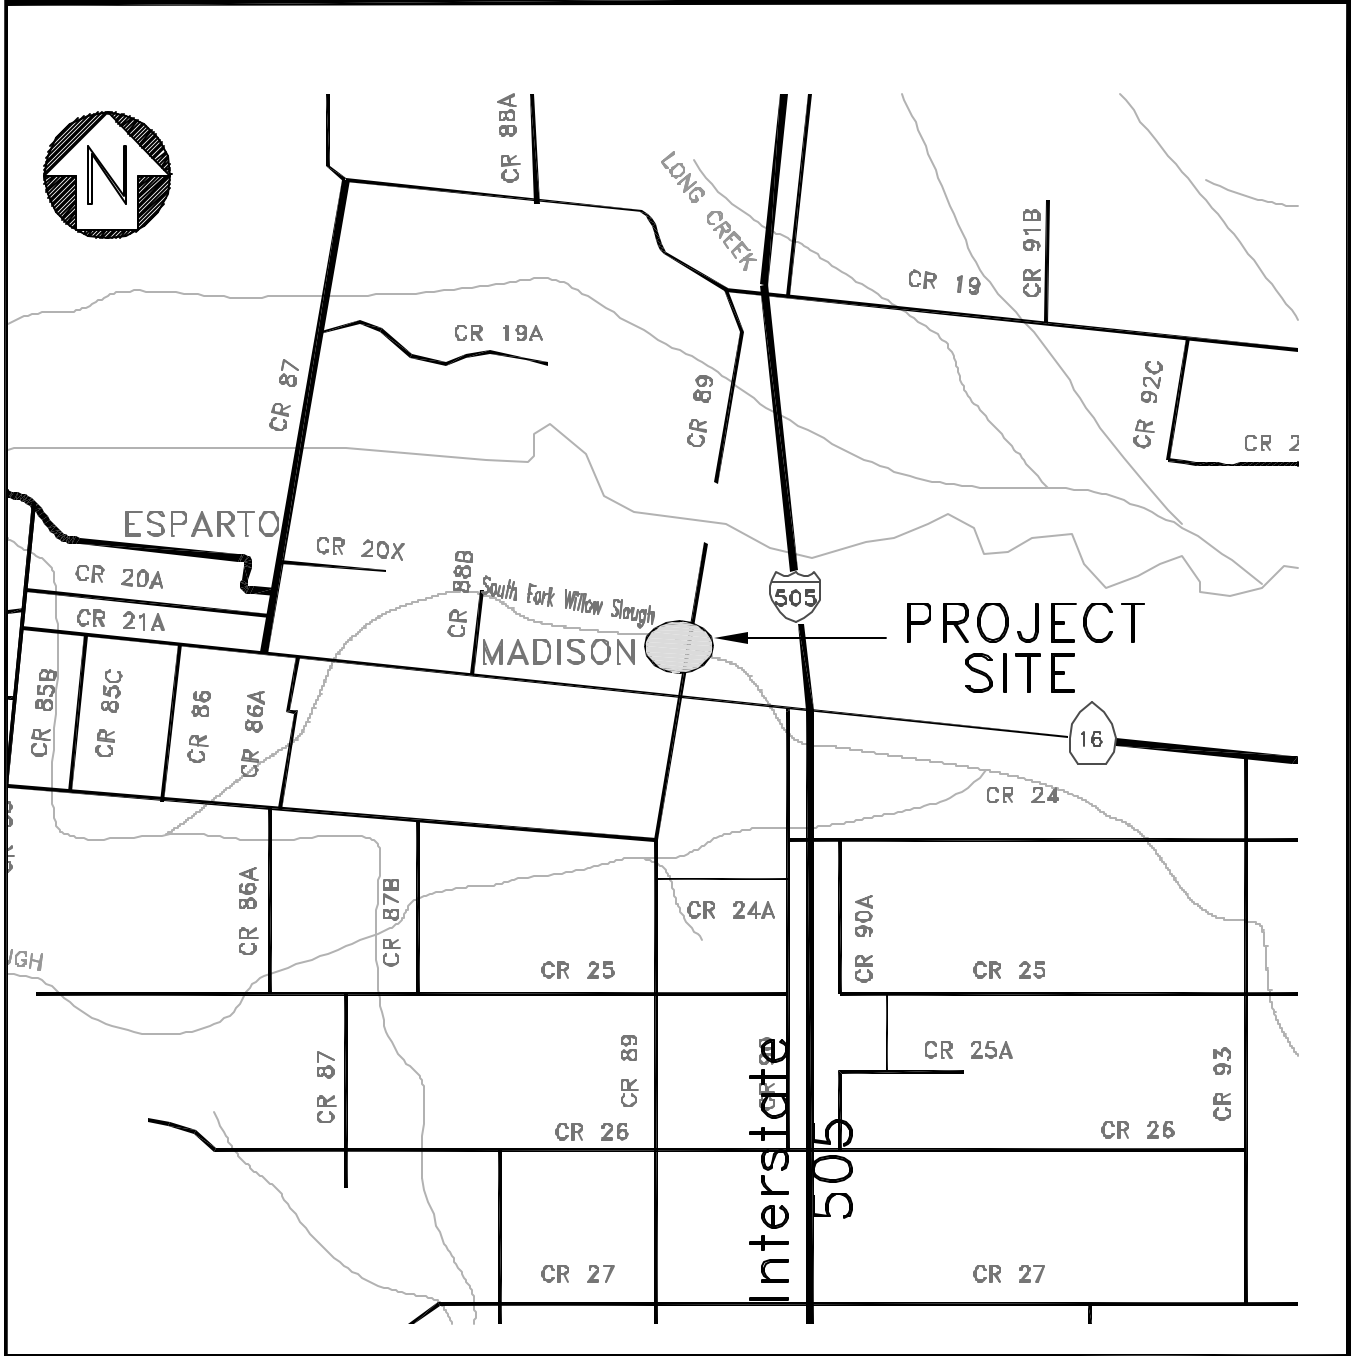 N
CR 88A
LONG CREEK
CR 91B
CR 19
CR 19A
CR 87
CR 89
CR 92C
CR 2
ESPARTO
CR 20X
CR 20A
CR 88B
South Fork Willow Slough
505
PROJECT
SITE
CR 21A
MADISON
CR 85B
CR 85C
CR 86
CR 86A
16
CR 24
CR 86A
CR 87B
CR 24A
CR 90A
UGH
CR 25
CR 25
CR 87
CR 89
CR 25A
CR 93
CR 26
CR 26
Interstate
505
CR 27
CR 27